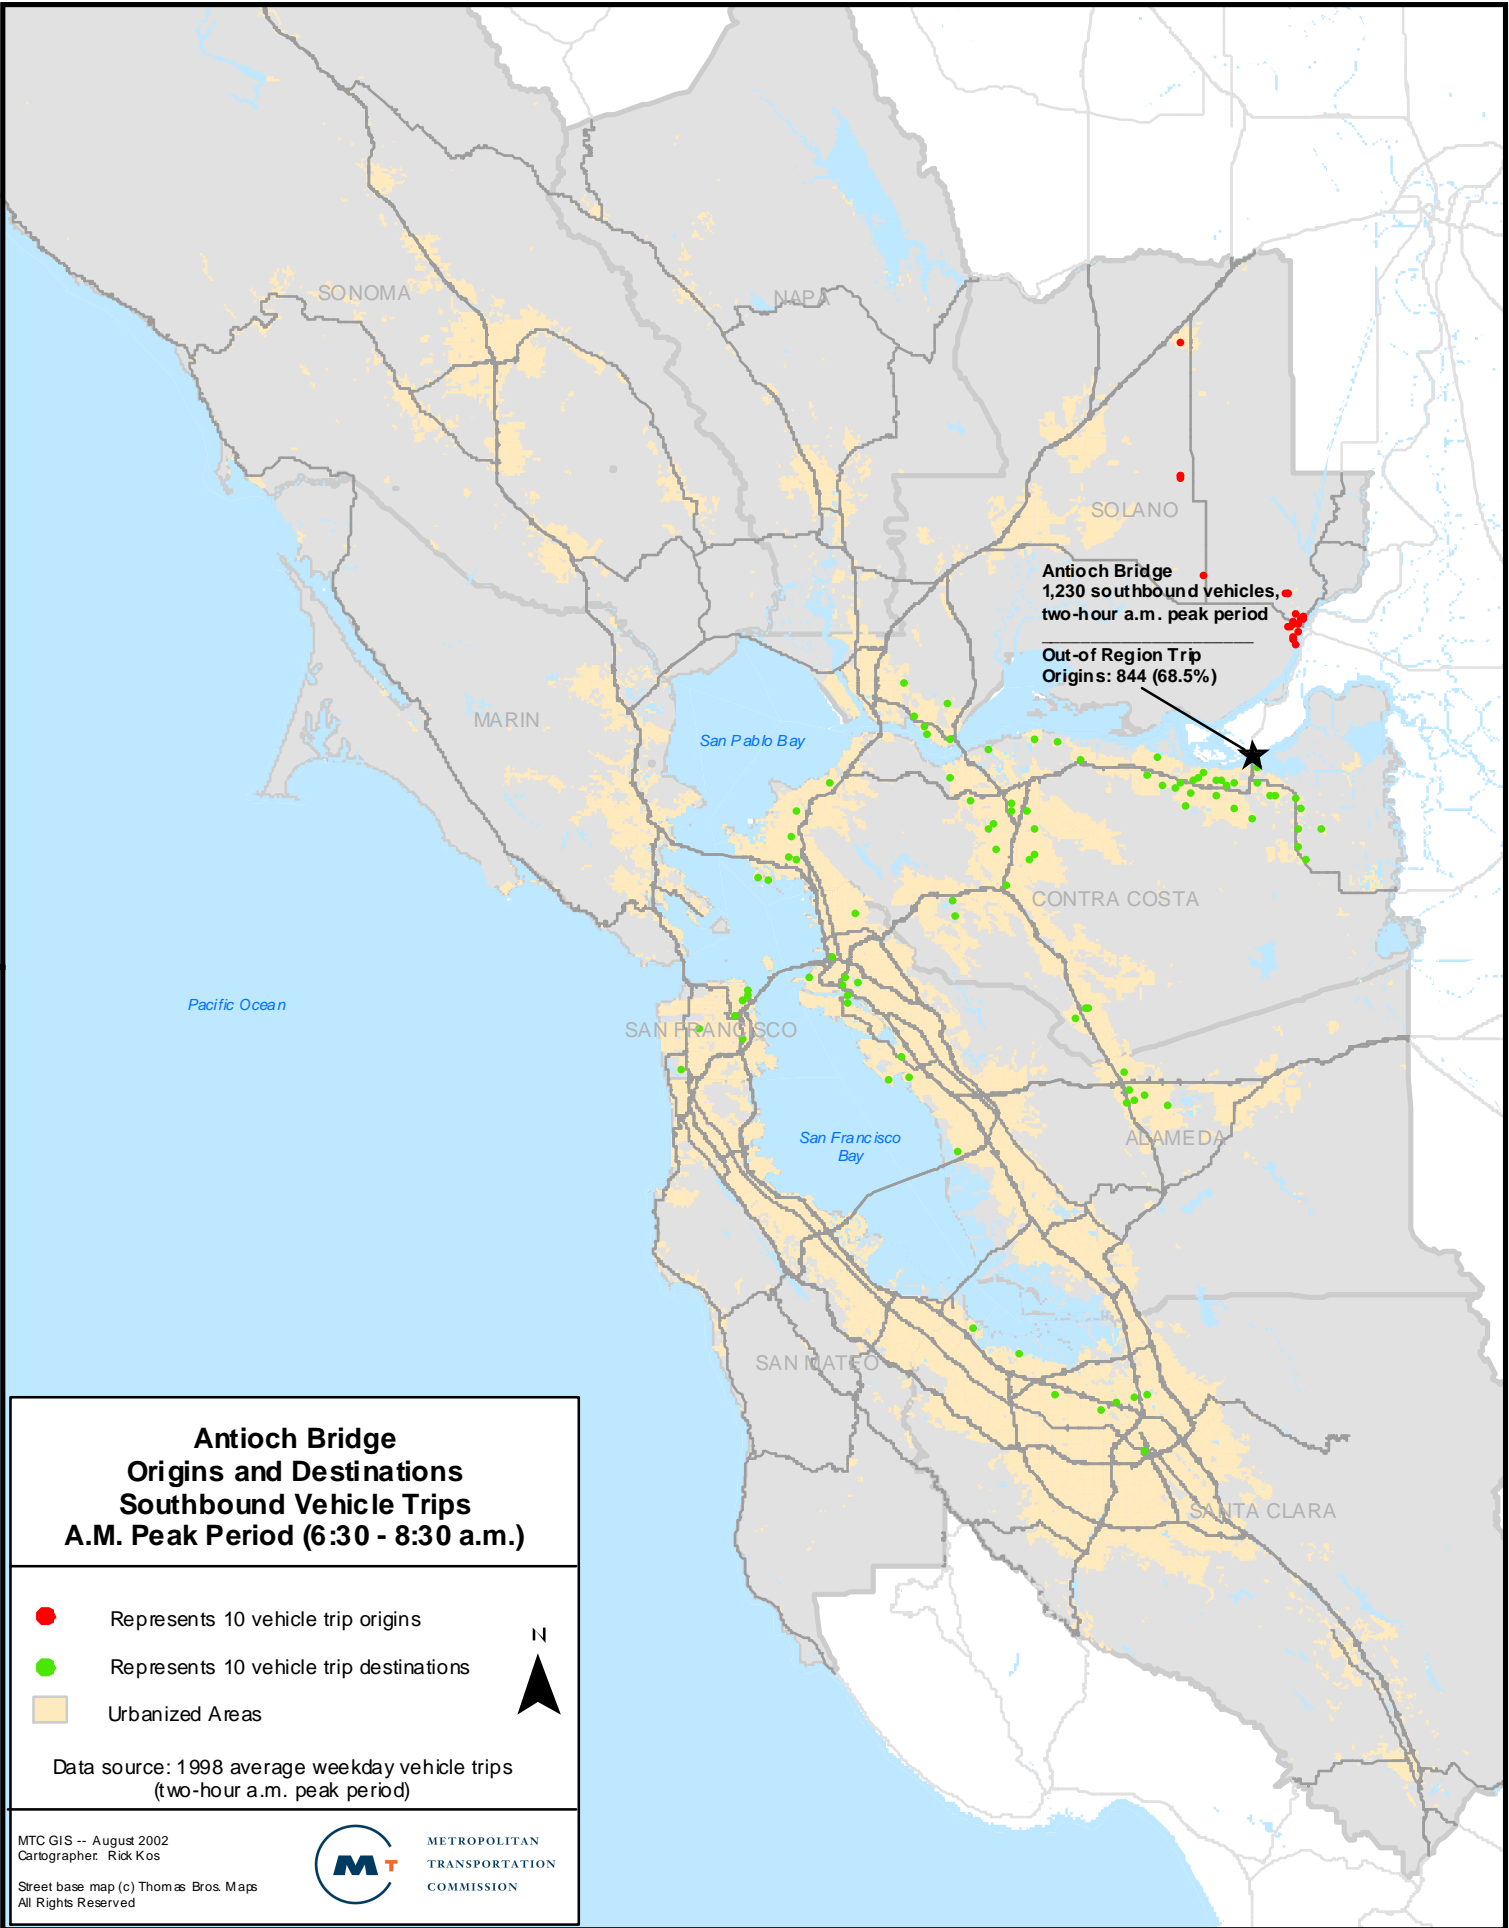 SONOMA
NAPA
SOLANO
Antioch Bridge
1,230 southbound vehicles,
two-hour a.m. peak period
Out-of Region Trip
Origins: 844 (68.5%)
MARIN
San Pablo Bay
CONTRA COSTA
Pacific Ocean
SAN FRANCISCO
San Francisco
Bay
ALAMEDA
SAN MATEO
SANTA CLARA
Antioch Bridge
Origins and Destinations
Southbound Vehicle Trips
A.M. Peak Period (6:30 - 8:30 a.m.)
Represents 10 vehicle trip origins
N
Represents 10 vehicle trip destinations
Urbanized Areas
Data source: 1998 average weekday vehicle trips
(two-hour a.m. peak period)
MTC GIS -- August 2002
Cartographer: Rick Kos
Street base map (c) Thomas Bros. Maps
All Rights Reserved
MT
METROPOLITAN
TRANSPORTATION
COMMISSION